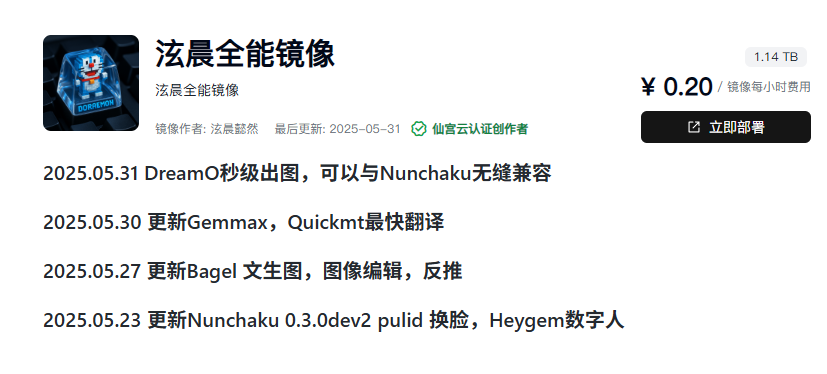 泫晨全能镜像
1.14 TB
泫晨全能镜像
¥ 0.20 / 镜像每小时费用
镜像作者: 泫晨懿然 最后更新: 2025-05-31 仙宫云认证创作者
立即部署
DORAEMON
2025.05.31 DreamO秒级出图，可以与Nunchaku无缝兼容
2025.05.30 更新Gemmax，Quickmt最快翻译
2025.05.27 更新Bagel 文生图，图像编辑，反推
2025.05.23 更新Nunchaku 0.3.0dev2 pulid 换脸，Heygem数字人